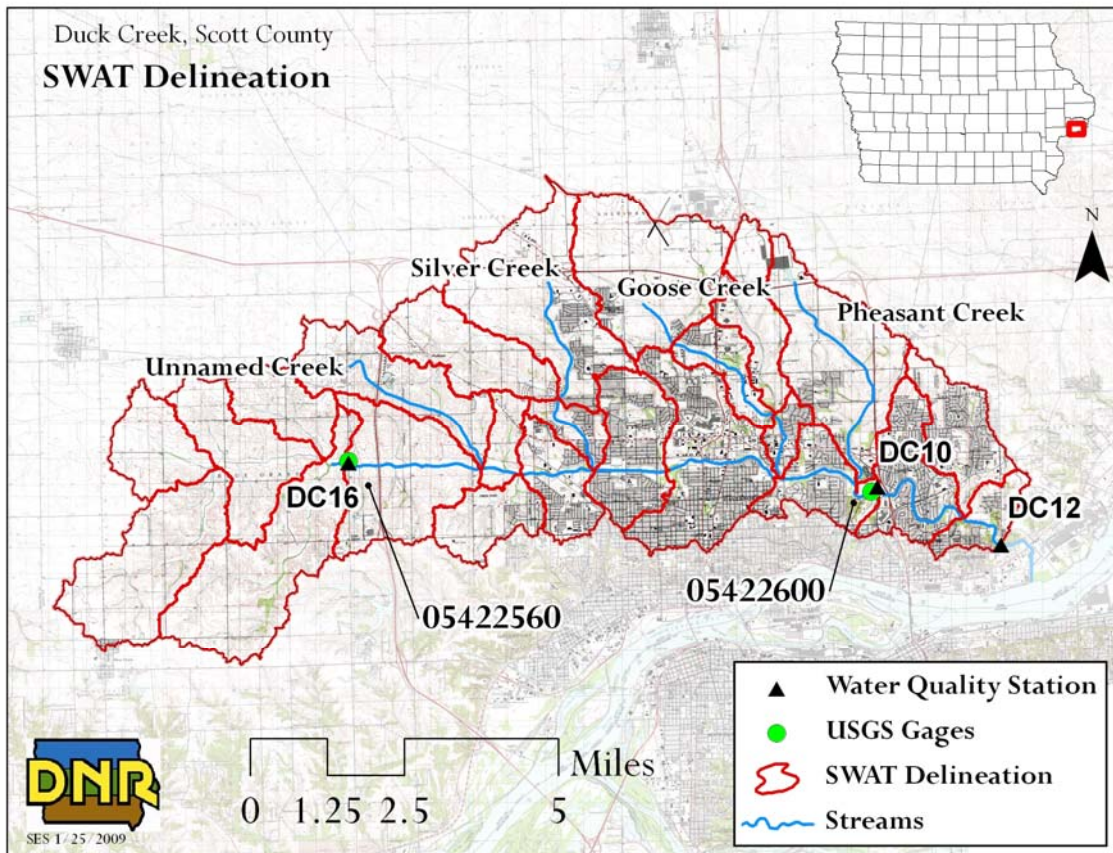 Duck Creek, Scott County
SWAT Delineation
N
Silver Creek
Goose Creek
Pheasant Creek
Unnamed Creek
DC10
DC16
DC12
05422600
05422560
Water Quality Station
USGS Gages
SWAT Delineation
Streams
Miles
0 1.25 2.5 5
DNR
SES 1/25/2009